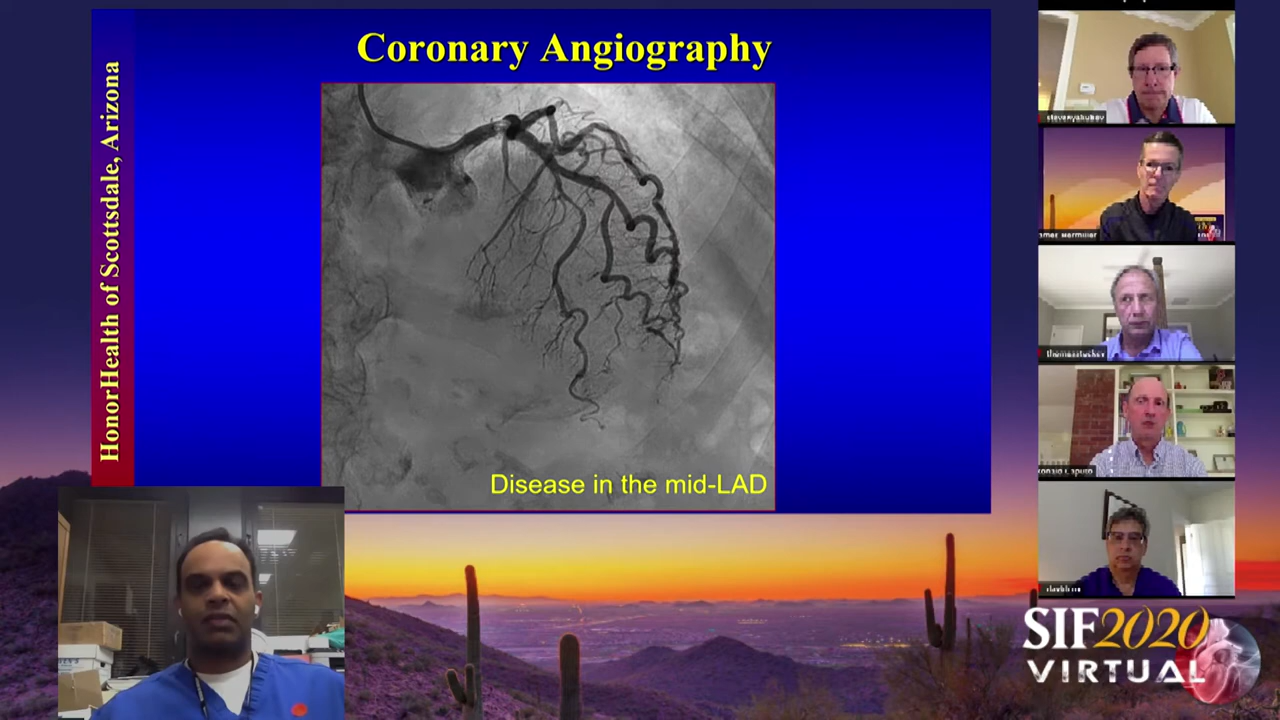 Coronary Angiography
HonorHealth of Scottsdale, Arizona
Disease in the mid-LAD
SIF2020
VIRTUAL